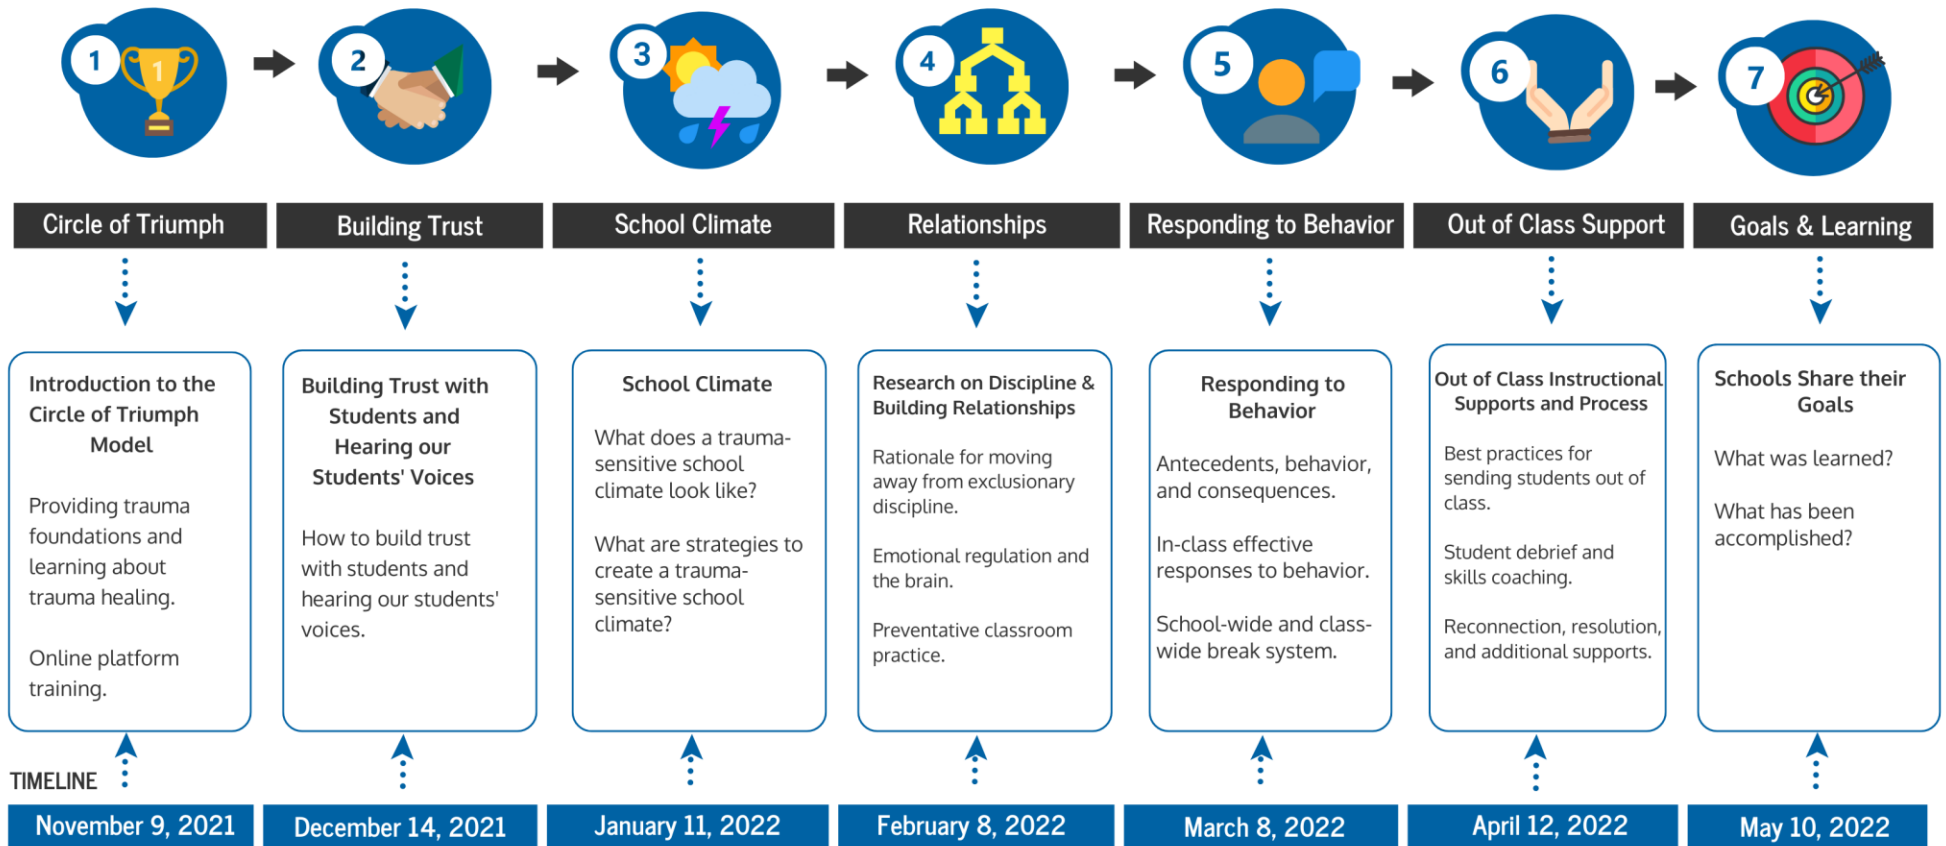 1
1
2
3
4
5
6
7
Circle of Triumph
Building Trust
School Climate
Relationships
Responding to Behavior
Out of Class Support
Goals & Learning
Introduction to the
Circle of Triumph
Model
Providing trauma
foundations and
learning about
trauma healing.
Online platform
training.
Building Trust with
Students and
Hearing our
Students' Voices
How to build trust
with students and
hearing our students'
voices.
School Climate
What does a trauma-
sensitive school
climate look like?
What are strategies to
create a trauma-
sensitive school
climate?
Research on Discipline &
Building Relationships
Rationale for moving
away from exclusionary
discipline.
Emotional regulation and
the brain.
Preventative classroom
practice.
Responding to
Behavior
Antecedents, behavior,
and consequences.
In-class effective
responses to behavior.
School-wide and class-
wide break system.
Out of Class Instructional
Supports and Process
Best practices for
sending students out of
class.
Student debrief and
skills coaching.
Reconnection, resolution,
and additional supports.
Schools Share their
Goals
What was learned?
What has been
accomplished?
TIMELINE
November 9, 2021
December 14, 2021
January 11, 2022
February 8, 2022
March 8, 2022
April 12, 2022
May 10, 2022